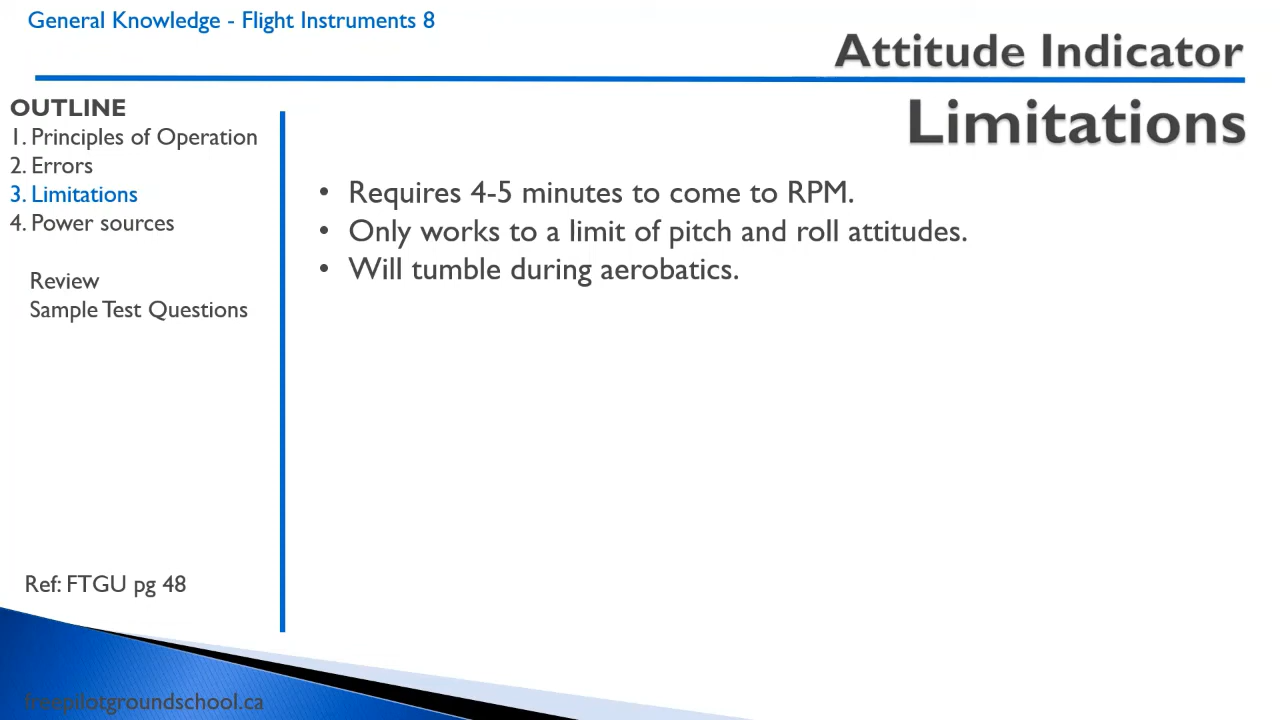 General Knowledge - Flight Instruments 8
Attitude Indicator
Limitations
OUTLINE
1. Principles of Operation
2. Errors
3. Limitations
4. Power sources
Review
Sample Test Questions
• Requires 4-5 minutes to come to RPM.
• Only works to a limit of pitch and roll attitudes.
• Will tumble during aerobatics.
Ref: FTGU pg 48
freepilotgroundschool.ca